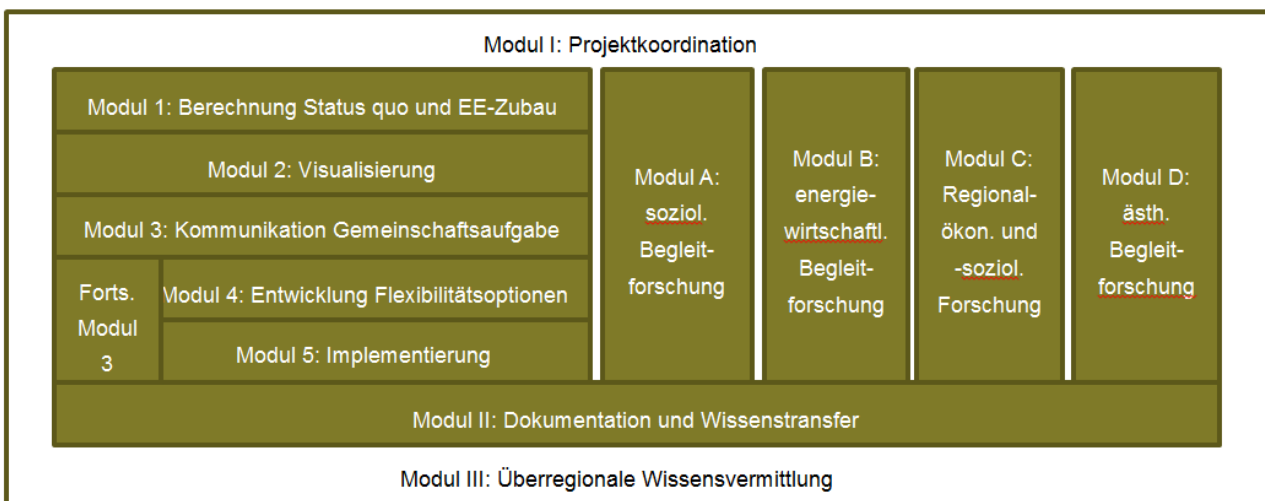 Modul I: Projektkoordination
Modul 1: Berechnung Status quo und EE-Zubau
Modul 2: Visualisierung
Modul 3: Kommunikation Gemeinschaftsaufgabe
Forts.
Modul
3
Modul 4: Entwicklung Flexibilitätsoptionen
Modul 5: Implementierung
Modul A:
soziol.
Begleit-
forschung
Modul B:
energie-
wirtschaftl.
Begleit-
forschung
Modul C:
Regional-
ökon. und
-soziol.
Forschung
Modul D:
ästh.
Begleit-
forschung
Modul II: Dokumentation und Wissenstransfer
Modul III: Überregionale Wissensvermittlung